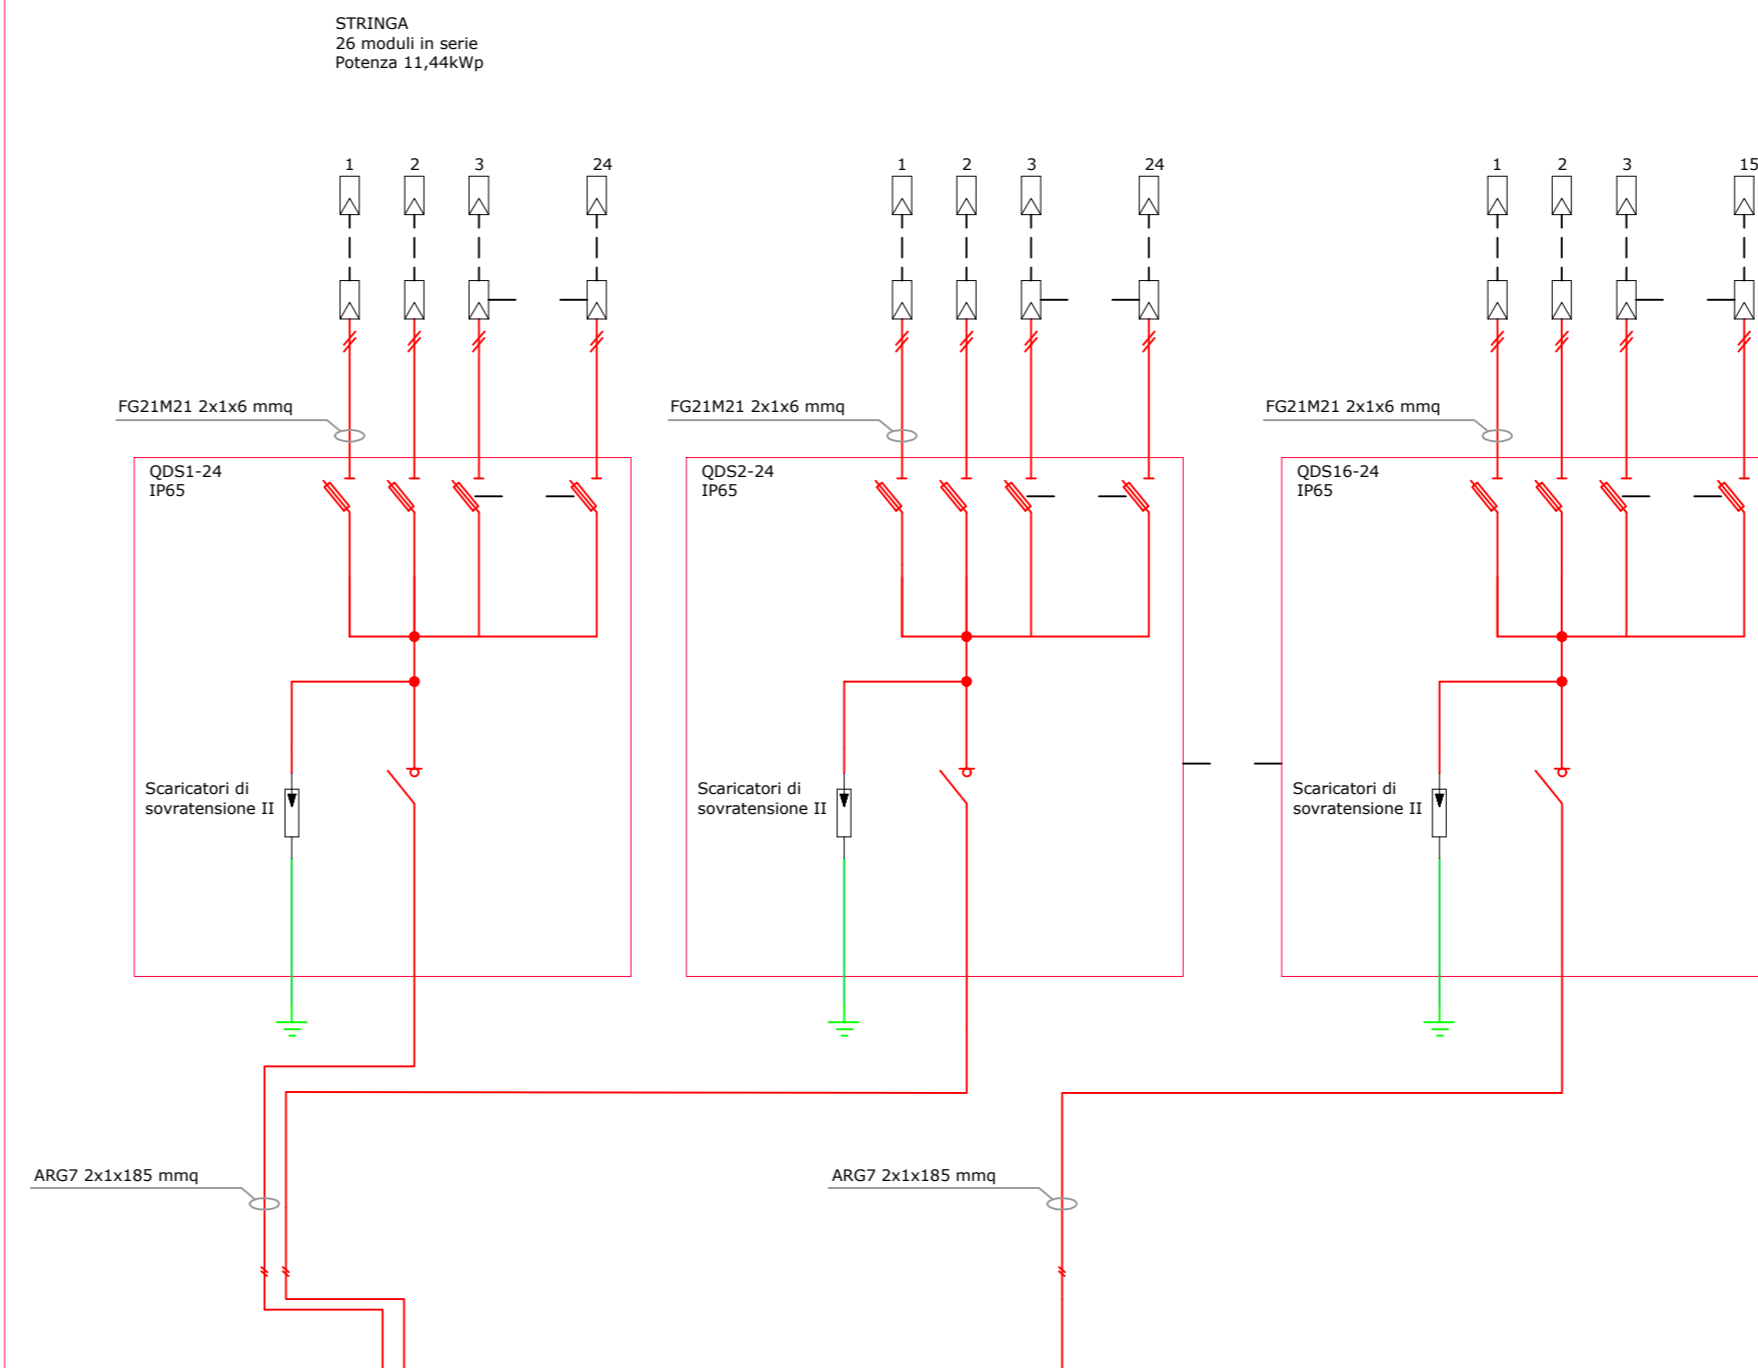 STRINGA
26 moduli in serie
Potenza 11,44kWp
1 2 3 24
1 2 3 24
1 2 3 15
FG21M21 2x1x6 mmq
FG21M21 2x1x6 mmq
FG21M21 2x1x6 mmq
QDS1-24
IP65
QDS2-24
IP65
QDS16-24
IP65
Scaricatori di
sovratensione II
Scaricatori di
sovratensione II
Scaricatori di
sovratensione II
ARG7 2x1x185 mmq
ARG7 2x1x185 mmq